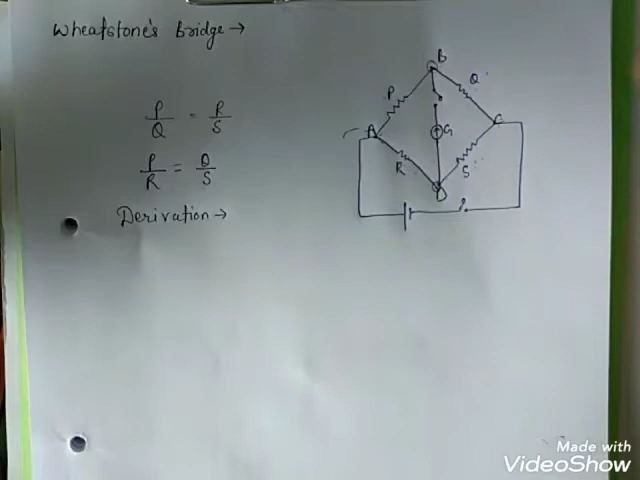 Wheatstone's Bridge →
P/Q = R/S
P/R = Q/S
Derivation →
B
P
Q
A
G
C
R
S
D
Made with
VideoShow